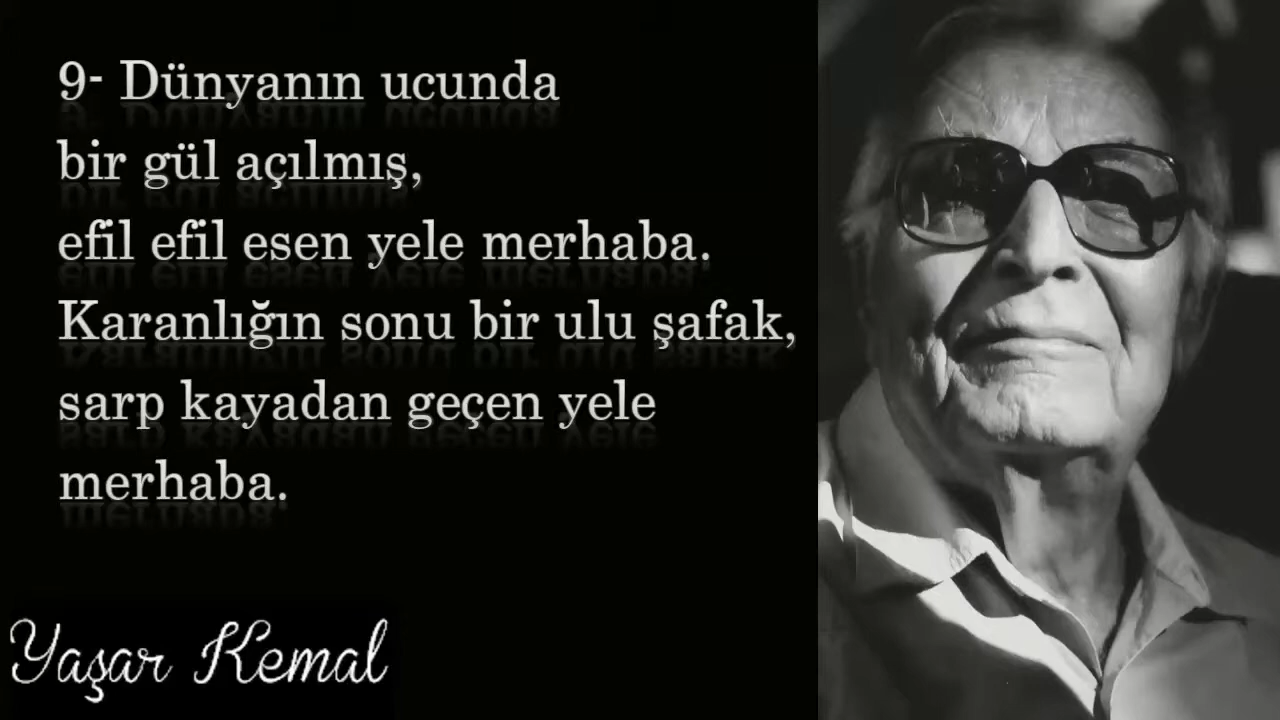 9- Dünyanın ucunda
bir gül açılmış,
efil efil esen yele merhaba.
Karanlığın sonu bir ulu şafak,
sarp kayadan geçen yele
merhaba.
Yaşar Kemal